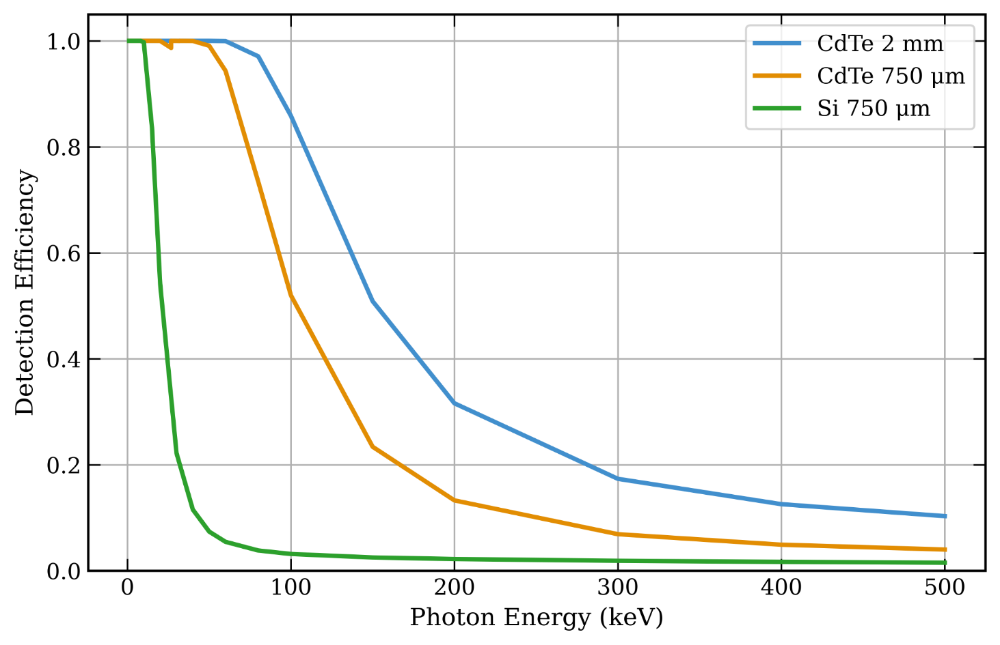 CdTe 2 mm
CdTe 750 μm
Si 750 μm
1.0
0.8
0.6
0.4
0.2
0.0
Detection Efficiency
0 100 200 300 400 500
Photon Energy (keV)